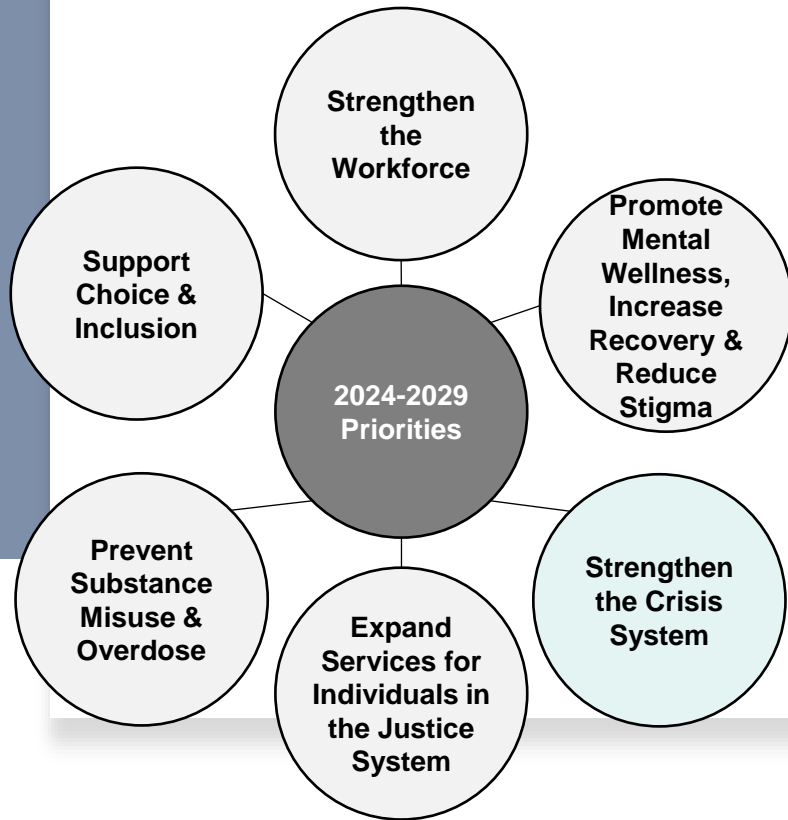 Strengthen
the
Workforce
Promote
Mental
Wellness,
Increase
Recovery &
Reduce
Stigma
Support
Choice &
Inclusion
2024-2029
Priorities
Prevent
Substance
Misuse &
Overdose
Strengthen
the Crisis
System
Expand
Services for
Individuals in
the Justice
System